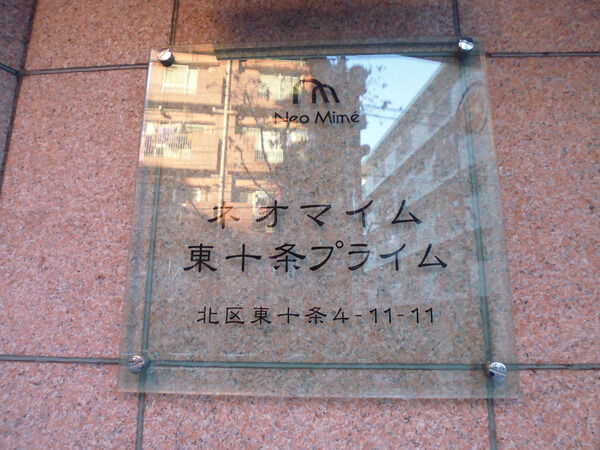 Neo Mimé
ネオマイム
東十条プライム
北区東十条4-11-11